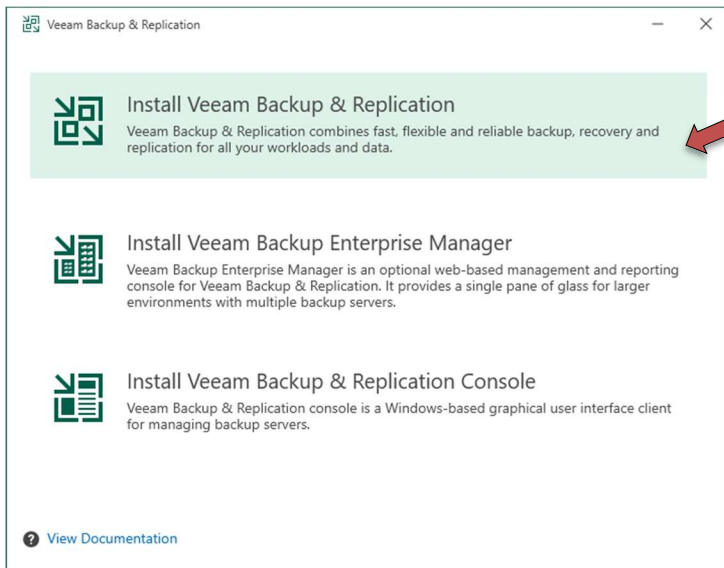 Veeam Backup & Replication
Install Veeam Backup & Replication
Veeam Backup & Replication combines fast, flexible and reliable backup, recovery and
replication for all your workloads and data.
Install Veeam Backup Enterprise Manager
Veeam Backup Enterprise Manager is an optional web-based management and reporting
console for Veeam Backup & Replication. It provides a single pane of glass for larger
environments with multiple backup servers.
Install Veeam Backup & Replication Console
Veeam Backup & Replication console is a Windows-based graphical user interface client
for managing backup servers.
? View Documentation